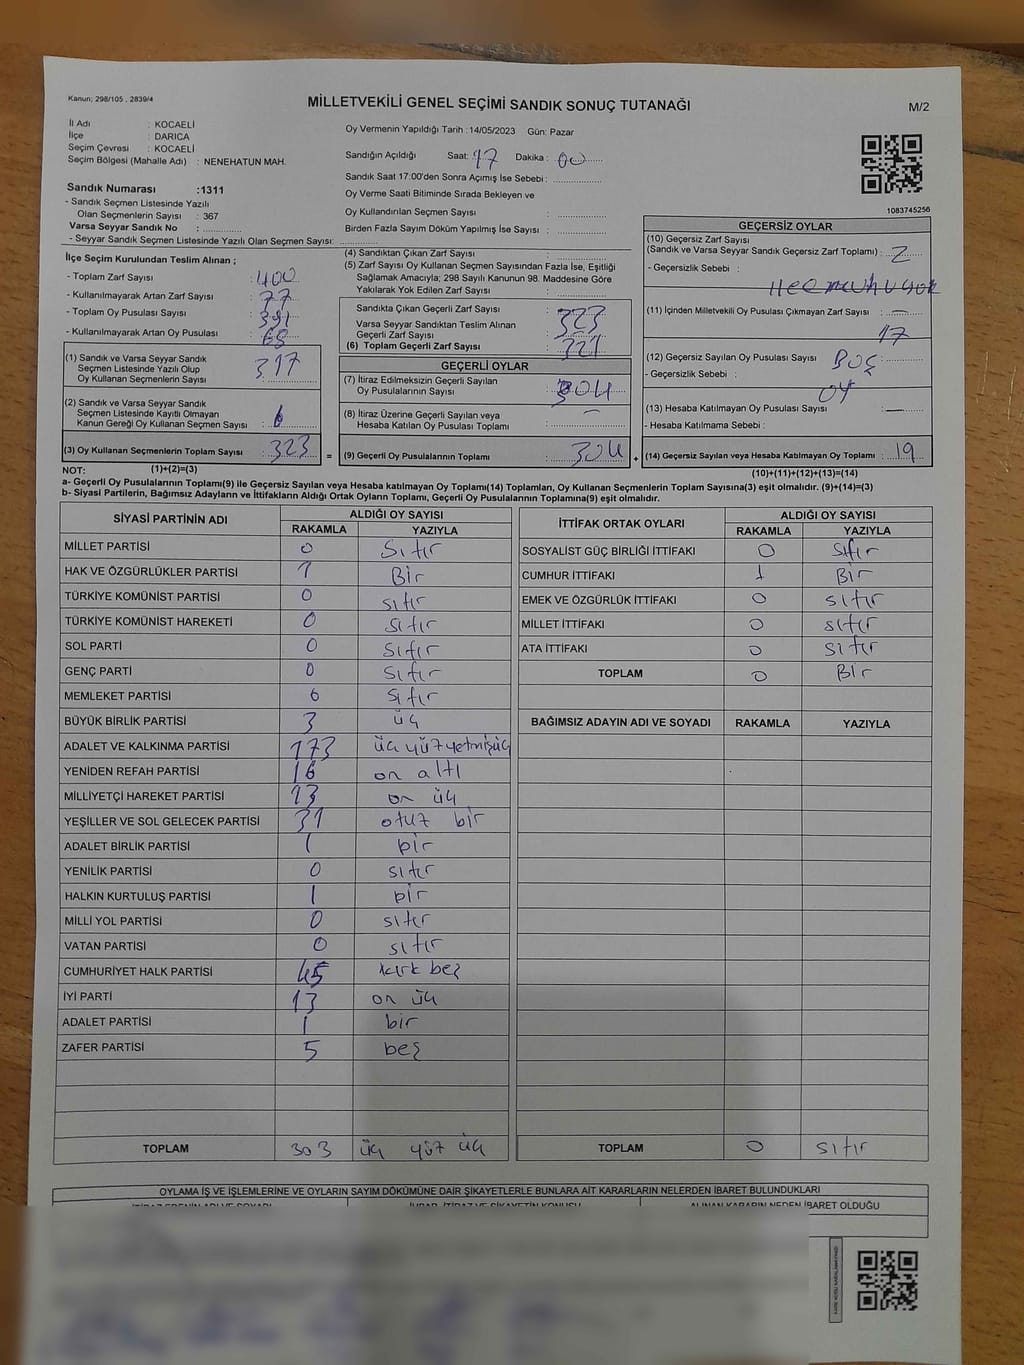 Kanun; 298/105 , 2839/4
MİLLETVEKİLİ GENEL SEÇİMİ SANDIK SONUÇ TUTANAĞI
M/2
İl Adı : KOCAELİ
İlçe : DARICA
Seçim Çevresi : KOCAELİ
Seçim Bölgesi (Mahalle Adı) : NENEHATUN MAH.
Sandık Numarası :1311
- Sandık Seçmen Listesinde Yazılı
Olan Seçmenlerin Sayısı : 367
Varsa Seyyar Sandık No :
- Seyyar Sandık Seçmen Listesinde Yazılı Olan Seçmen Sayısı:
Oy Vermenin Yapıldığı Tarih :14/05/2023 Gün: Pazar
Sandığın Açıldığı Saat: 17 Dakika : 00
Sandık Saat 17:00'den Sonra Açımış İse Sebebi :
Oy Verme Saati Bitiminde Sırada Bekleyen ve
Oy Kullandırılan Seçmen Sayısı :
Birden Fazla Sayım Döküm Yapılmış İse Sayısı :
1083745256
İlçe Seçim Kurulundan Teslim Alınan ;
- Toplam Zarf Sayısı : 400
- Kullanılmayarak Artan Zarf Sayısı : 77
- Toplam Oy Pusulası Sayısı : 391
- Kullanılmayarak Artan Oy Pusulası : 68
(1) Sandık ve Varsa Seyyar Sandık
Seçmen Listesinde Yazılı Olup
Oy Kullanan Seçmenlerin Sayısı : 317
(2) Sandık ve Varsa Seyyar Sandık
Seçmen Listesinde Kayıtlı Olmayan
Kanun Gereği Oy Kullanan Seçmen Sayısı : 6
(3) Oy Kullanan Seçmenlerin Toplam Sayısı : 323
(4) Sandıktan Çıkan Zarf Sayısı :
(5) Zarf Sayısı Oy Kullanan Seçmen Sayısından Fazla İse, Eşitliği
Sağlamak Amacıyla; 298 Sayılı Kanunun 98. Maddesine Göre
Yakılarak Yok Edilen Zarf Sayısı :
Sandıkta Çıkan Geçerli Zarf Sayısı : 323
Varsa Seyyar Sandıktan Teslim Alınan
Geçerli Zarf Sayısı :
(6) Toplam Geçerli Zarf Sayısı : 321
GEÇERLİ OYLAR
(7) İtiraz Edilmeksizin Geçerli Sayılan
Oy Pusulalarının Sayısı : 304
(8) İtiraz Üzerine Geçerli Sayılan veya
Hesaba Katılan Oy Pusulası Toplamı : —
= (9) Geçerli Oy Pusulalarının Toplamı : 304
GEÇERSİZ OYLAR
(10) Geçersiz Zarf Sayısı
(Sandık ve Varsa Seyyar Sandık Geçersiz Zarf Toplamı) : 2
- Geçersizlik Sebebi :
(11) İçinden Milletvekili Oy Pusulası Çıkmayan Zarf Sayısı : —
17
(12) Geçersiz Sayılan Oy Pusulası Sayısı : BOŞ
- Geçersizlik Sebebi : OY
(13) Hesaba Katılmayan Oy Pusulası Sayısı : —
- Hesaba Katılmama Sebebi :
+ (14) Geçersiz Sayılan veya Hesaba Katılmayan Oy Toplamı : 19
NOT: (1)+(2)=(3)
(10)+(11)+(12)+(13)=(14)
a- Geçerli Oy Pusulalarının Toplamı(9) ile Geçersiz Sayılan veya Hesaba katılmayan Oy Toplamı(14) Toplamları, Oy Kullanan Seçmenlerin Toplam Sayısına(3) eşit olmalıdır. (9)+(14)=(3)
b- Siyasi Partilerin, Bağımsız Adayların ve İttifakların Aldığı Ortak Oyların Toplamı, Geçerli Oy Pusulalarının Toplamına(9) eşit olmalıdır.
SİYASİ PARTİNİN ADI
ALDIĞI OY SAYISI
RAKAMLA YAZIYLA
MİLLET PARTİSİ 0 Sıfır
HAK VE ÖZGÜRLÜKLER PARTİSİ 1 Bir
TÜRKİYE KOMÜNİST PARTİSİ 0 sıfır
TÜRKİYE KOMÜNİST HAREKETİ 0 sıfır
SOL PARTİ 0 Sıfır
GENÇ PARTİ 0 Sıfır
MEMLEKET PARTİSİ 0 Sıfır
BÜYÜK BİRLİK PARTİSİ 3 üç
ADALET VE KALKINMA PARTİSİ 173 üç yüz yetmişüç
YENİDEN REFAH PARTİSİ 16 on altı
MİLLİYETÇİ HAREKET PARTİSİ 13 on üç
YEŞİLLER VE SOL GELECEK PARTİSİ 31 otuz bir
ADALET BİRLİK PARTİSİ 1 bir
YENİLİK PARTİSİ 0 sıfır
HALKIN KURTULUŞ PARTİSİ 1 bir
MİLLİ YOL PARTİSİ 0 sıfır
VATAN PARTİSİ 0 sıfır
CUMHURİYET HALK PARTİSİ 45 kırk beş
İYİ PARTİ 13 on üç
ADALET PARTİSİ 1 bir
ZAFER PARTİSİ 5 beş
TOPLAM 303 üç yüz üç
İTTİFAK ORTAK OYLARI
ALDIĞI OY SAYISI
RAKAMLA YAZIYLA
SOSYALİST GÜÇ BİRLİĞİ İTTİFAKI 0 sıfır
CUMHUR İTTİFAKI 1 Bir
EMEK VE ÖZGÜRLÜK İTTİFAKI 0 sıfır
MİLLET İTTİFAKI 0 sıfır
ATA İTTİFAKI 0 sıfır
TOPLAM 0 Bir
BAĞIMSIZ ADAYIN ADI VE SOYADI RAKAMLA YAZIYLA
TOPLAM 0 sıfır
OYLAMA İŞ VE İŞLEMLERİNE VE OYLARIN SAYIM DÖKÜMÜNE DAİR ŞİKAYETLERLE BUNLARA AİT KARARLARIN NELERDEN İBARET BULUNDUKLARI
ALINAN KARARIN NEDEN İBARET OLDUĞU